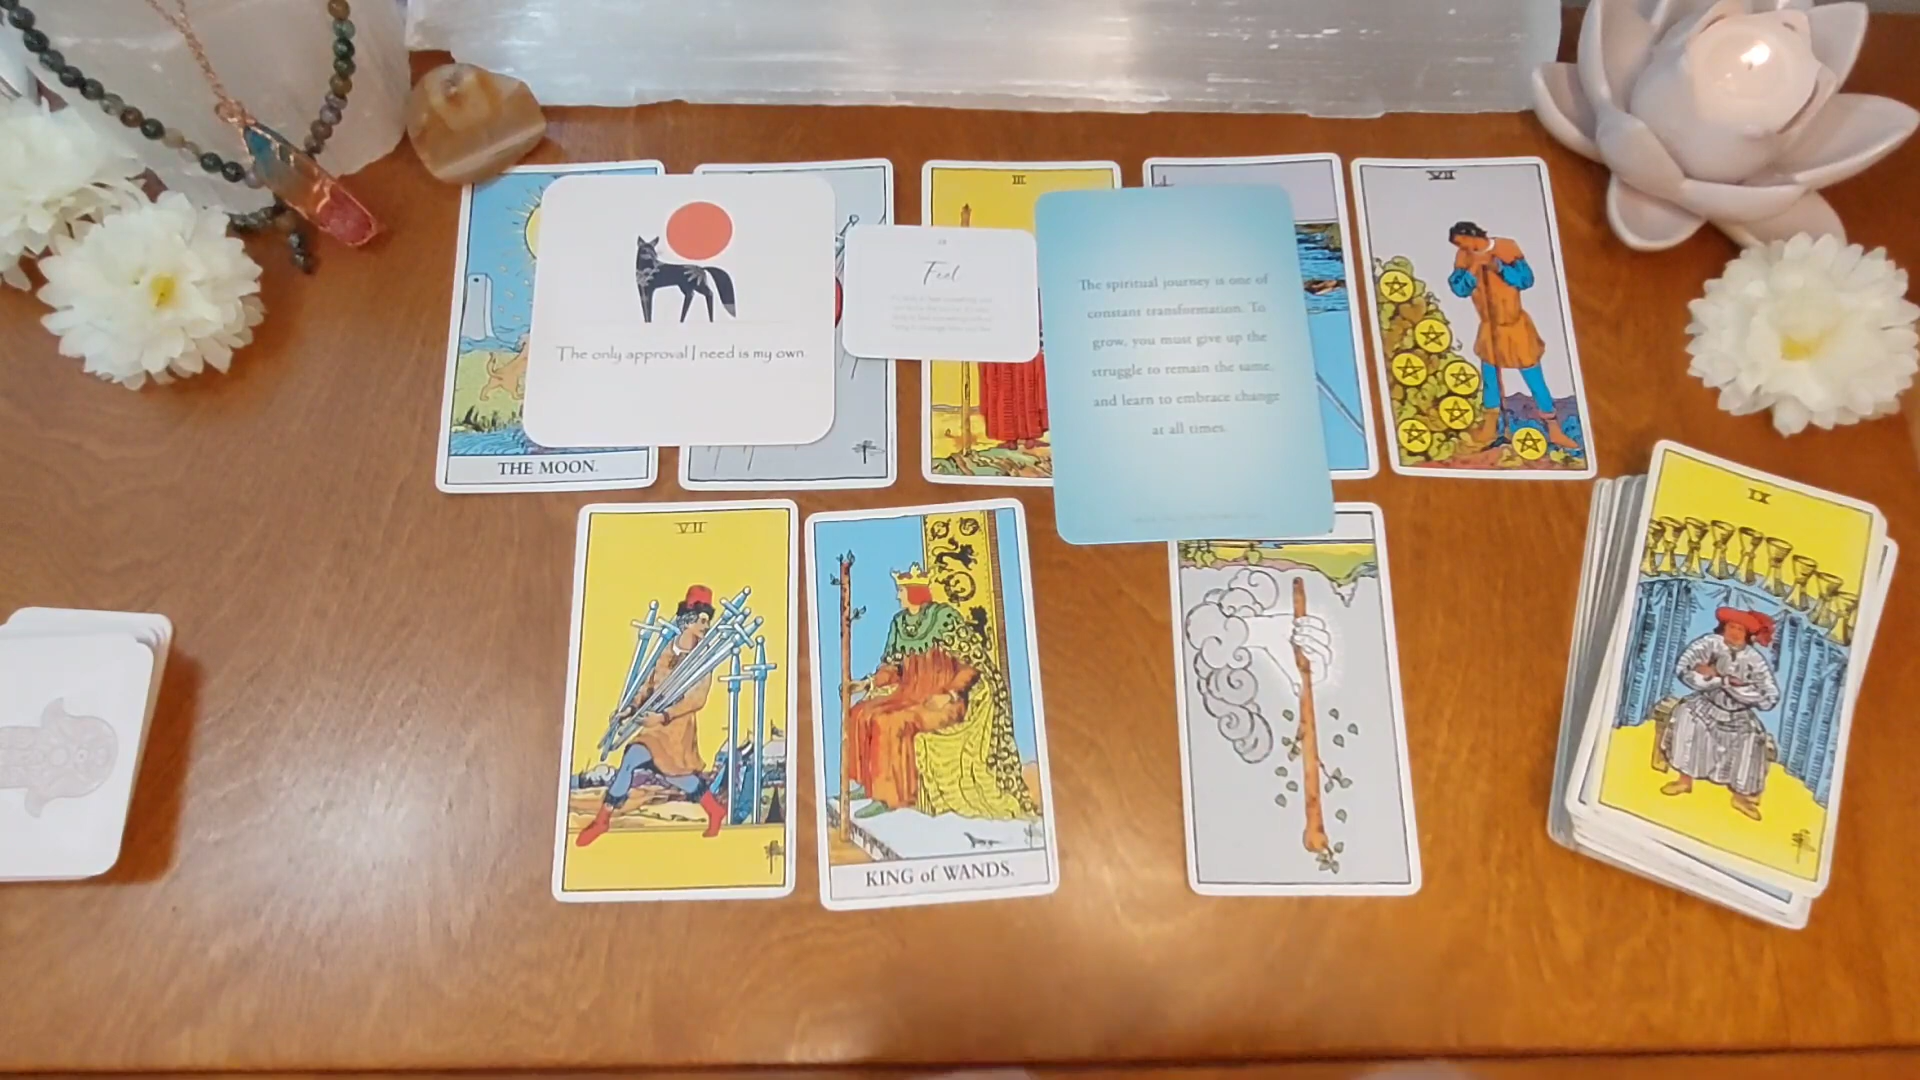 III
VII
THE MOON.
The only approval I need is my own.
Feel
The spiritual journey is one of
constant transformation. To
grow, you must give up the
struggle to remain the same,
and learn to embrace change
at all times.
VII
KING of WANDS.
IX